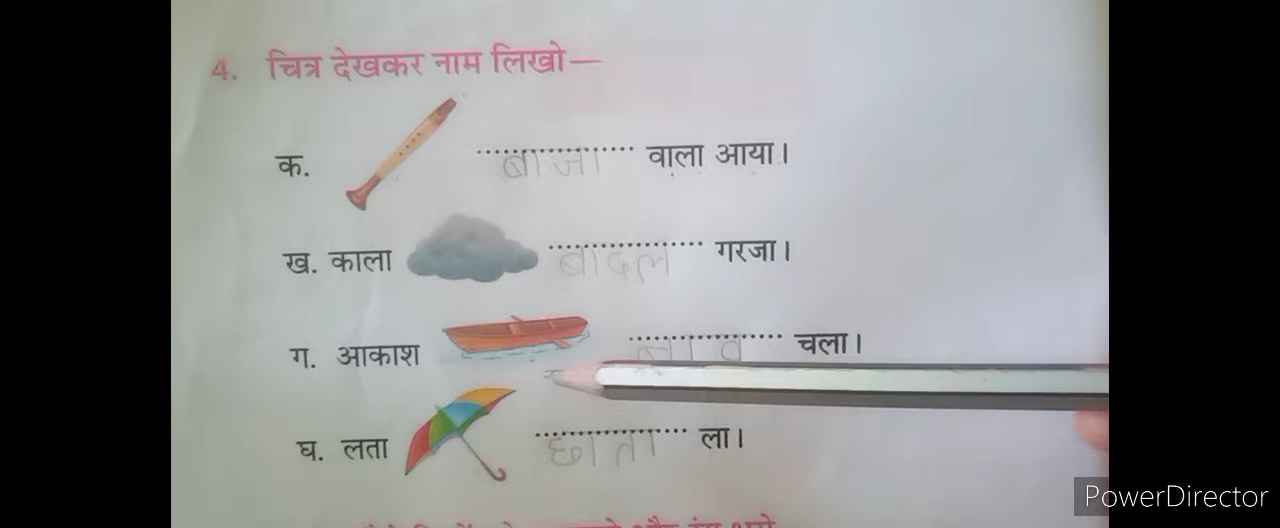 4. चित्र देखकर नाम लिखो—
क. बाजा वाला आया।
ख. काला बादल गरजा।
ग. आकाश नाव चला।
घ. लता छाता ला।
PowerDirector